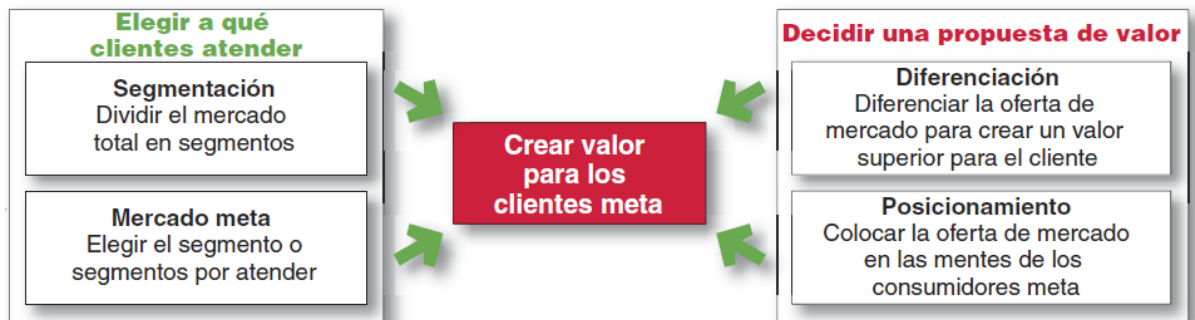 Elegir a qué
clientes atender
Segmentación
Dividir el mercado
total en segmentos
Mercado meta
Elegir el segmento o
segmentos por atender
Crear valor
para los
clientes meta
Decidir una propuesta de valor
Diferenciación
Diferenciar la oferta de
mercado para crear un valor
superior para el cliente
Posicionamiento
Colocar la oferta de mercado
en las mentes de los
consumidores meta